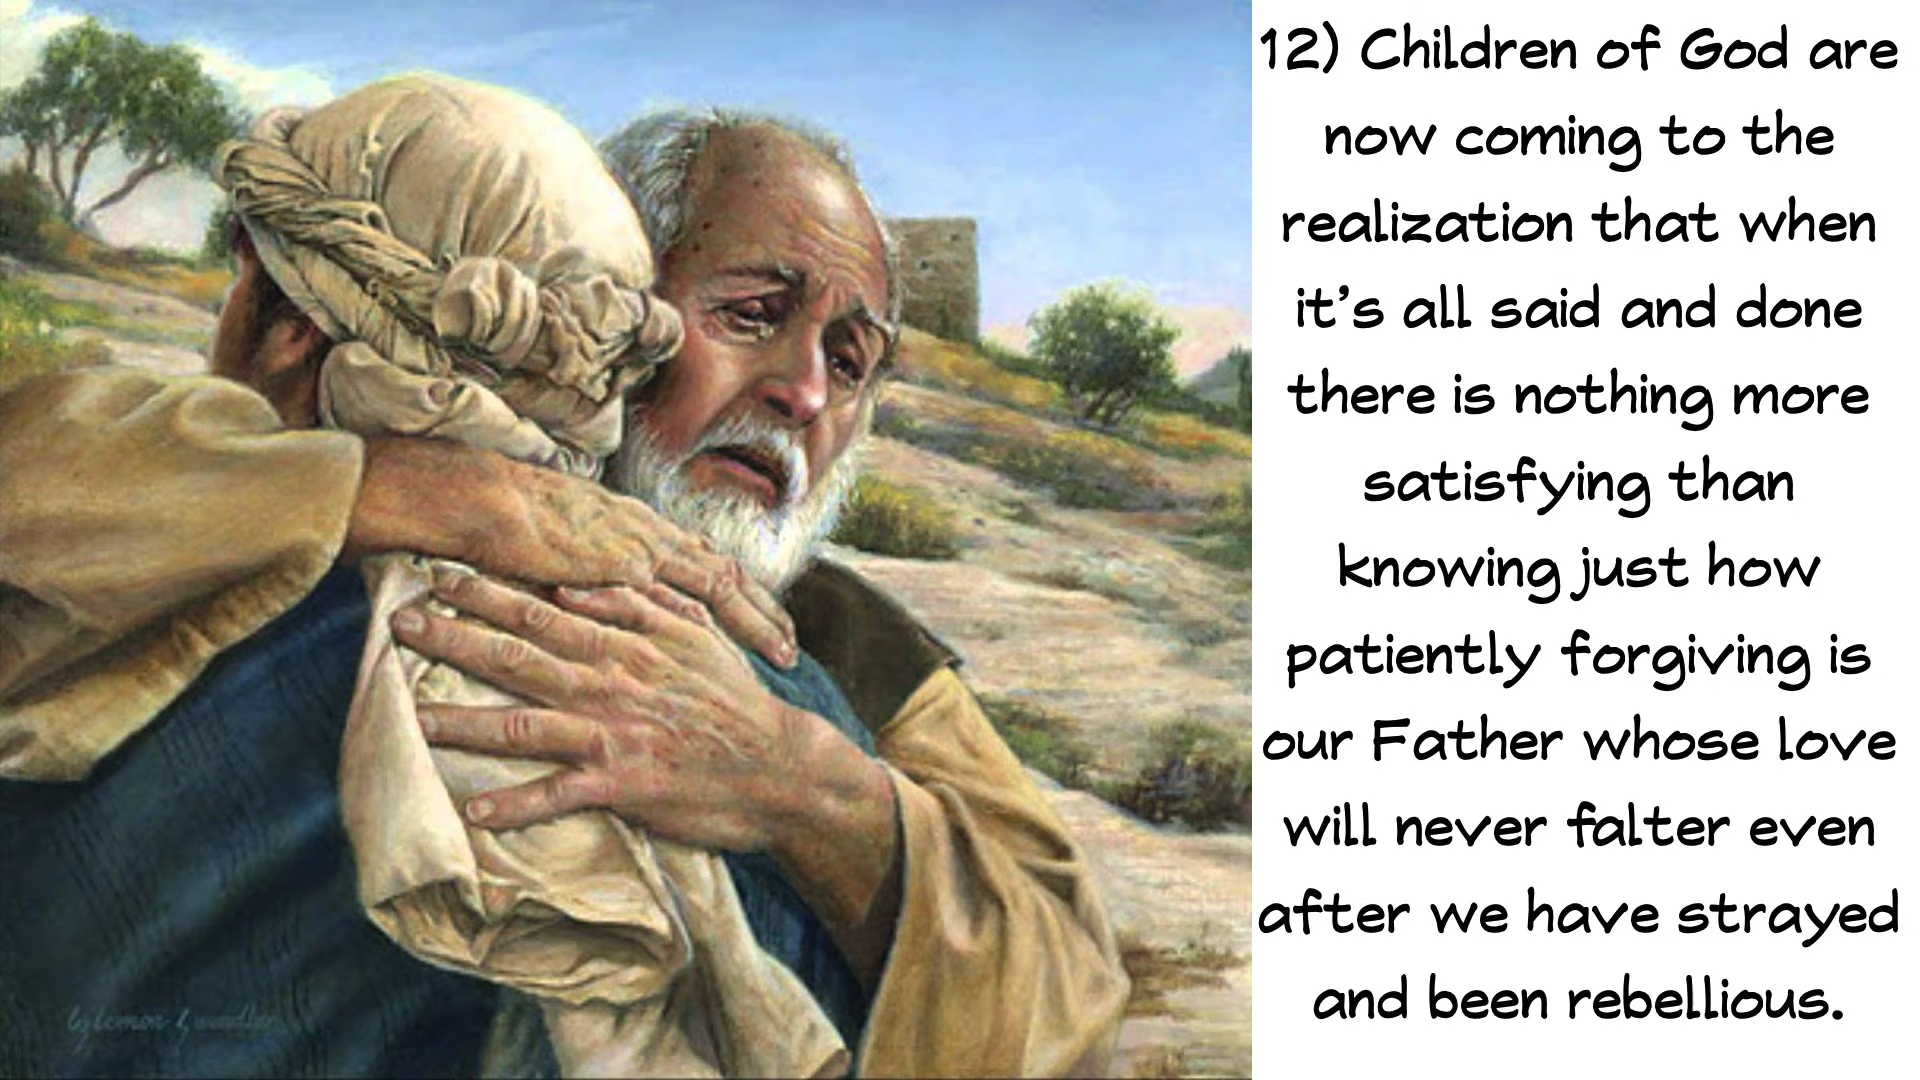 12) Children of God are
now coming to the
realization that when
it's all said and done
there is nothing more
satisfying than
knowing just how
patiently forgiving is
our Father whose love
will never falter even
after we have strayed
and been rebellious.